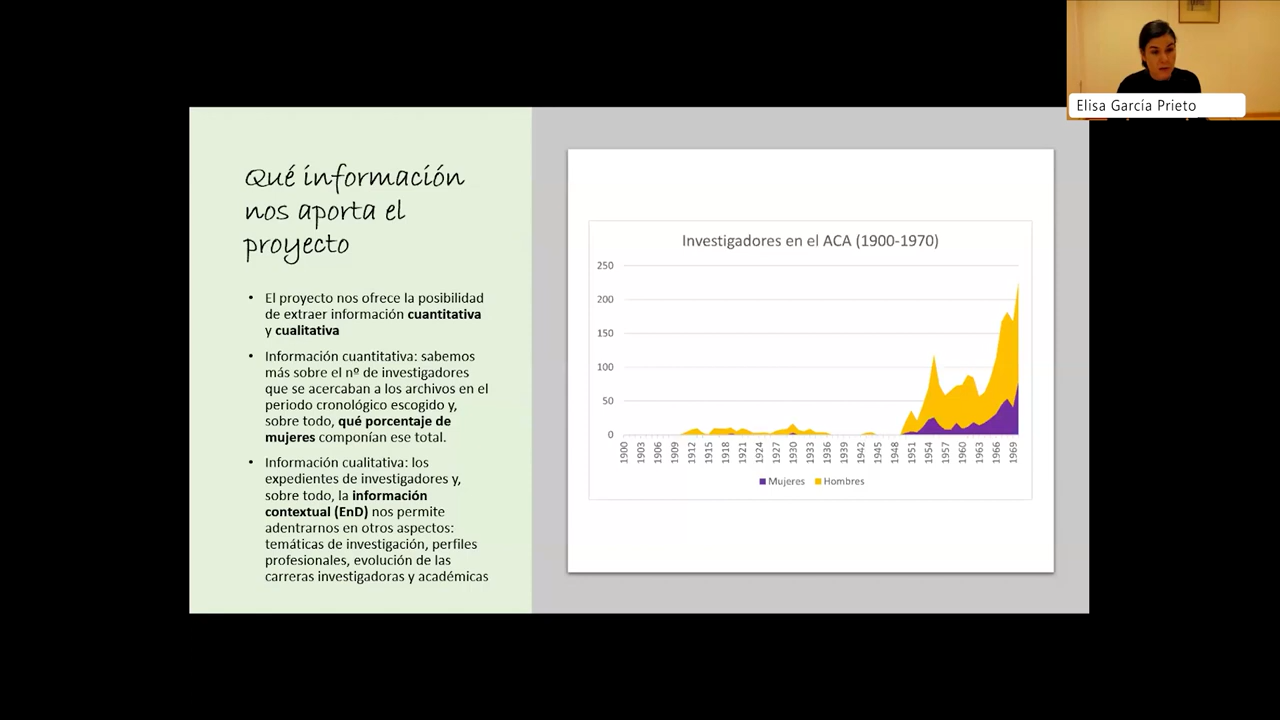 Elisa García Prieto
Qué información
nos aporta el
proyecto
• El proyecto nos ofrece la posibilidad
de extraer información cuantitativa
y cualitativa
• Información cuantitativa: sabemos
más sobre el nº de investigadores
que se acercaban a los archivos en el
periodo cronológico escogido y,
sobre todo, qué porcentaje de
mujeres componían ese total.
• Información cualitativa: los
expedientes de investigadores y,
sobre todo, la información
contextual (EnD) nos permite
adentrarnos en otros aspectos:
temáticas de investigación, perfiles
profesionales, evolución de las
carreras investigadoras y académicas
Investigadores en el ACA (1900-1970)
250
200
150
100
50
0
1900 1903 1906 1909 1912 1915 1918 1921 1924 1927 1930 1933 1936 1939 1942 1945 1948 1951 1954 1957 1960 1963 1966 1969
Mujeres Hombres